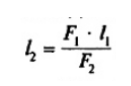 l₂ = F₁ · l₁ / F₂